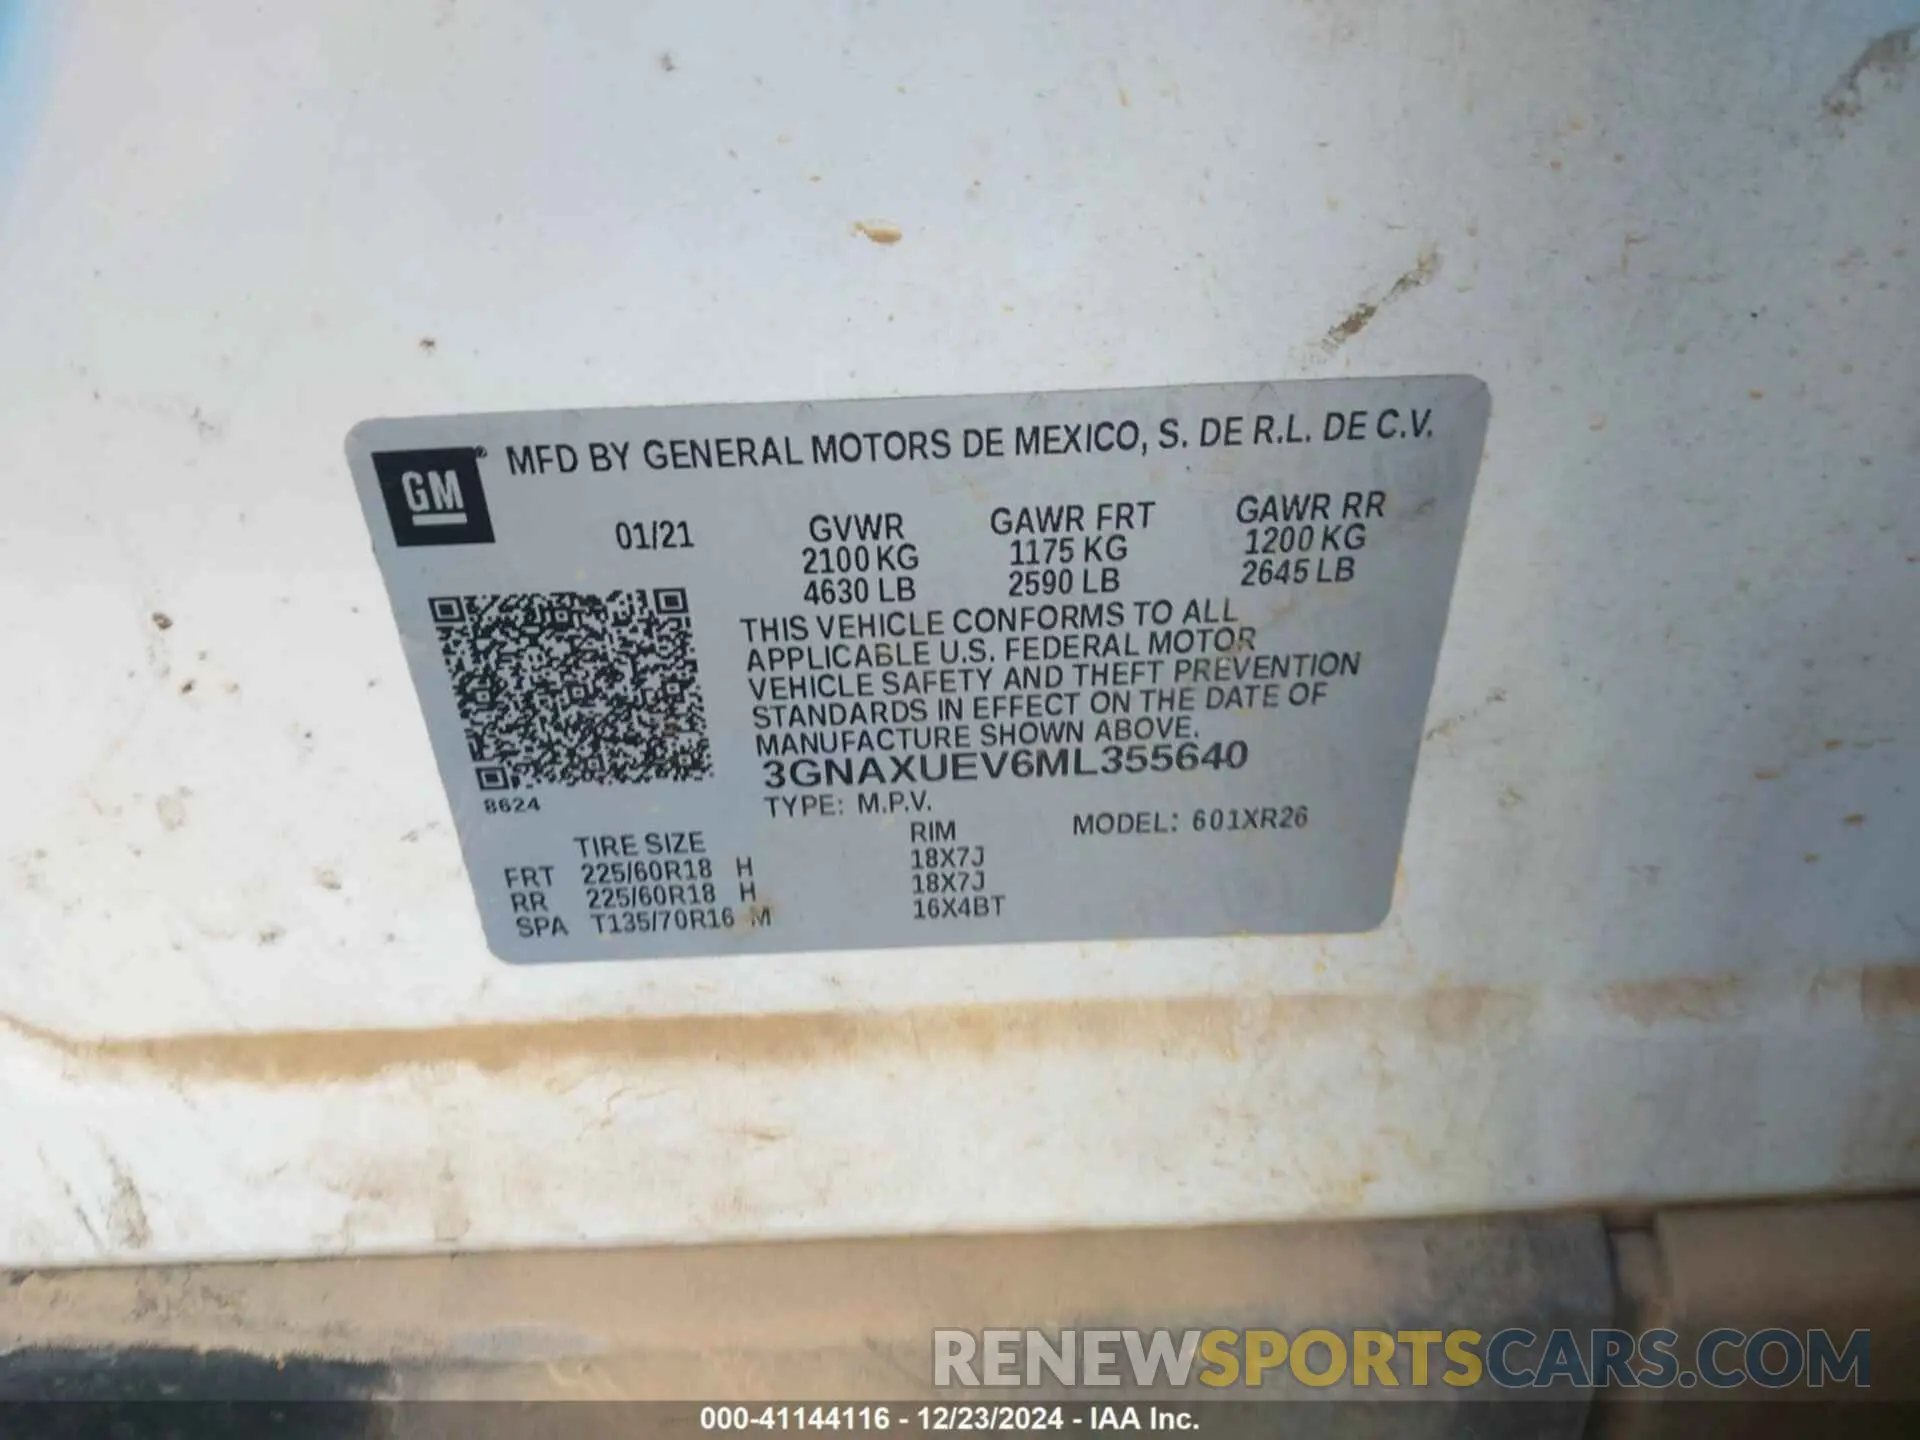 GM ® MFD BY GENERAL MOTORS DE MEXICO, S. DE R.L. DE C.V.
01/21 GVWR GAWR FRT GAWR RR
2100 KG 1175 KG 1200 KG
4630 LB 2590 LB 2645 LB
THIS VEHICLE CONFORMS TO ALL
APPLICABLE U.S. FEDERAL MOTOR
VEHICLE SAFETY AND THEFT PREVENTION
STANDARDS IN EFFECT ON THE DATE OF
MANUFACTURE SHOWN ABOVE.
3GNAXUEV6ML355640
8624 TYPE: M.P.V.
TIRE SIZE RIM MODEL: 601XR26
FRT 225/60R18 H 18X7J
RR 225/60R18 H 18X7J
SPA T135/70R16 M 16X4BT
RENEWSPORTSCARS.COM
000-41144116 - 12/23/2024 - IAA Inc.